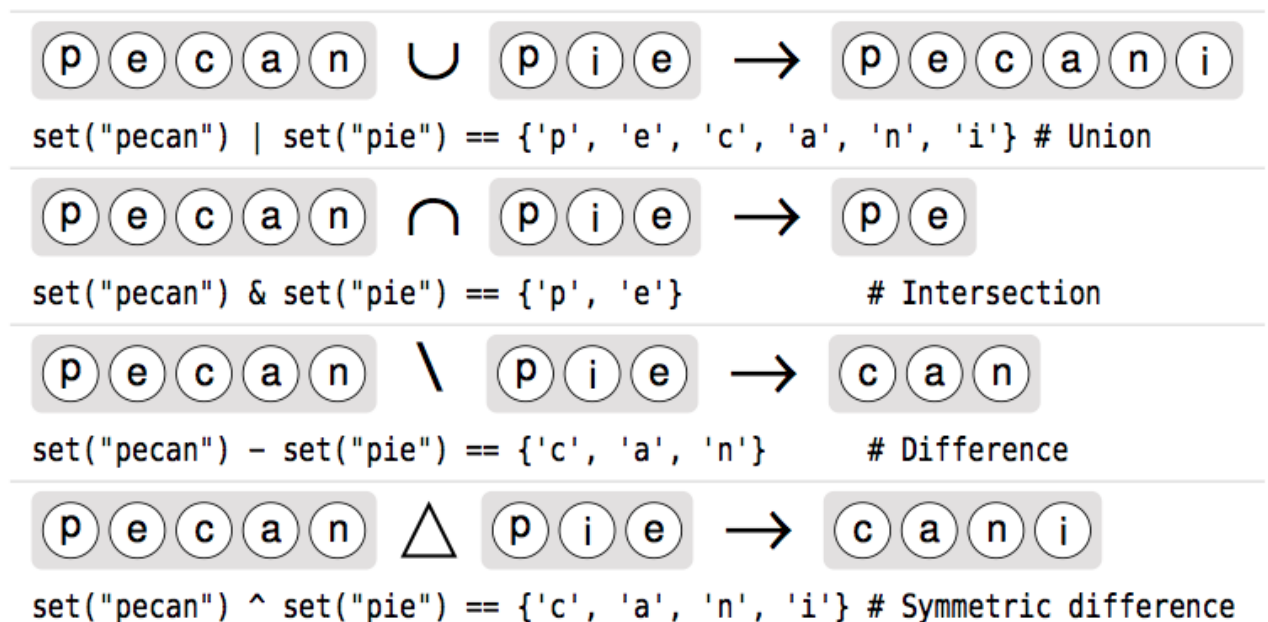 p e c a n ∪ p i e → p e c a n i
set("pecan") | set("pie") == {'p', 'e', 'c', 'a', 'n', 'i'} # Union
p e c a n ∩ p i e → p e
set("pecan") & set("pie") == {'p', 'e'} # Intersection
p e c a n \ p i e → c a n
set("pecan") - set("pie") == {'c', 'a', 'n'} # Difference
p e c a n △ p i e → c a n i
set("pecan") ^ set("pie") == {'c', 'a', 'n', 'i'} # Symmetric difference